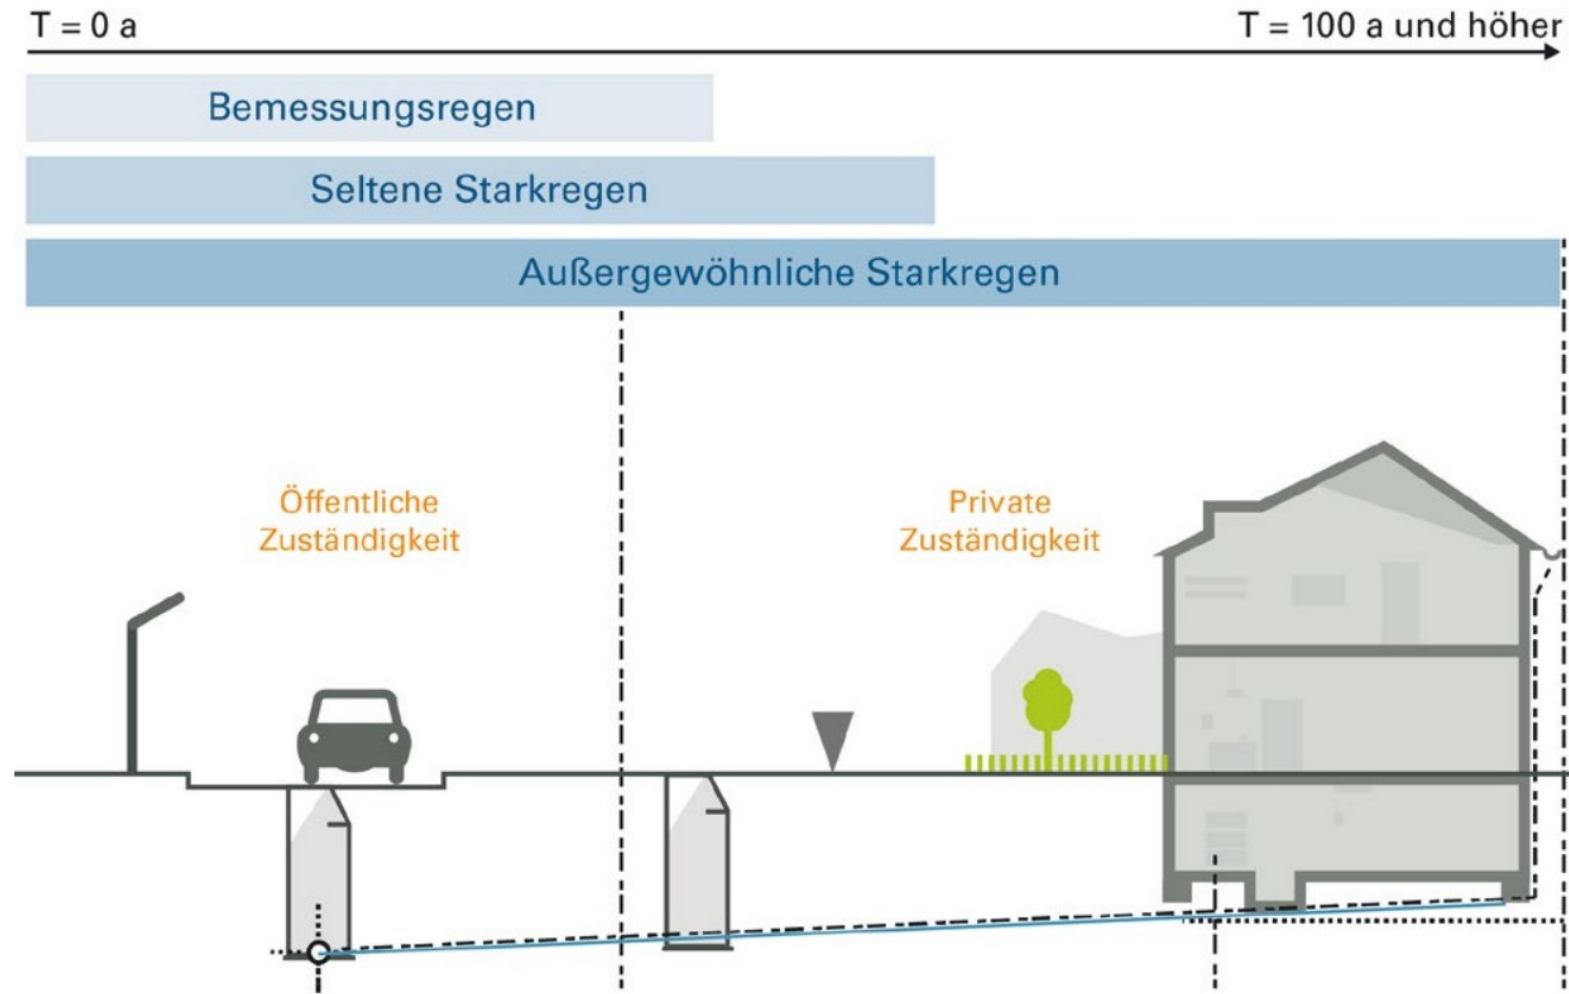 T = 0 a
T = 100 a und höher
Bemessungsregen
Seltene Starkregen
Außergewöhnliche Starkregen
Öffentliche
Zuständigkeit
Private
Zuständigkeit